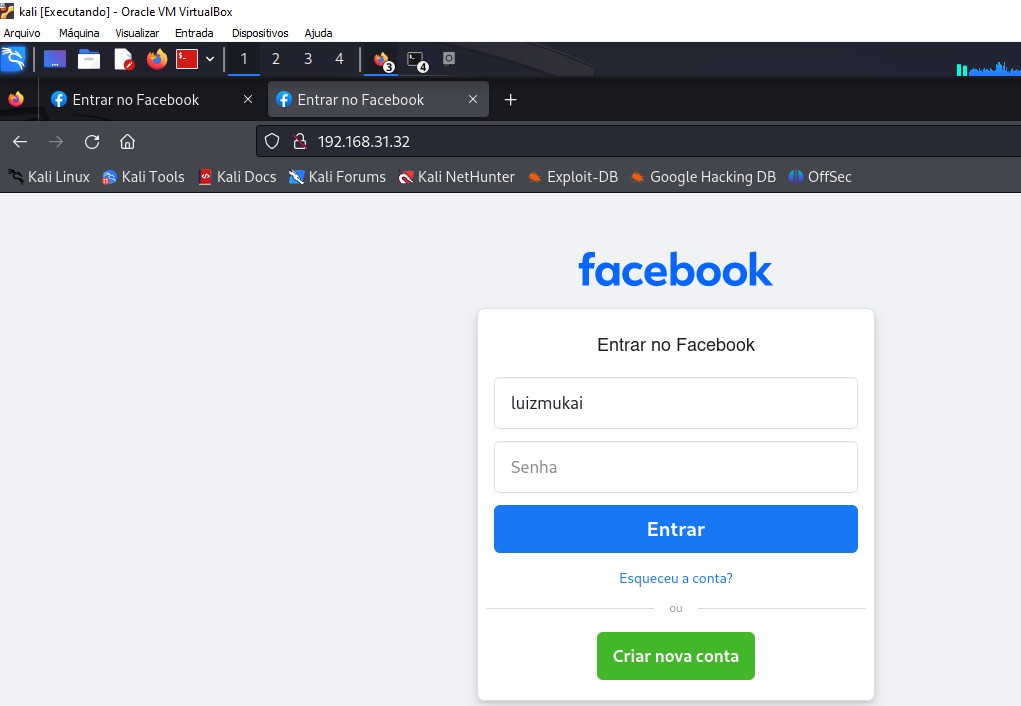 kali [Executando] - Oracle VM VirtualBox
Arquivo Máquina Visualizar Entrada Dispositivos Ajuda
1 2 3 4 3 4
Entrar no Facebook Entrar no Facebook
192.168.31.32
Kali Linux Kali Tools Kali Docs Kali Forums Kali NetHunter Exploit-DB Google Hacking DB OffSec
facebook
Entrar no Facebook
luizmukai
Senha
Entrar
Esqueceu a conta?
ou
Criar nova conta